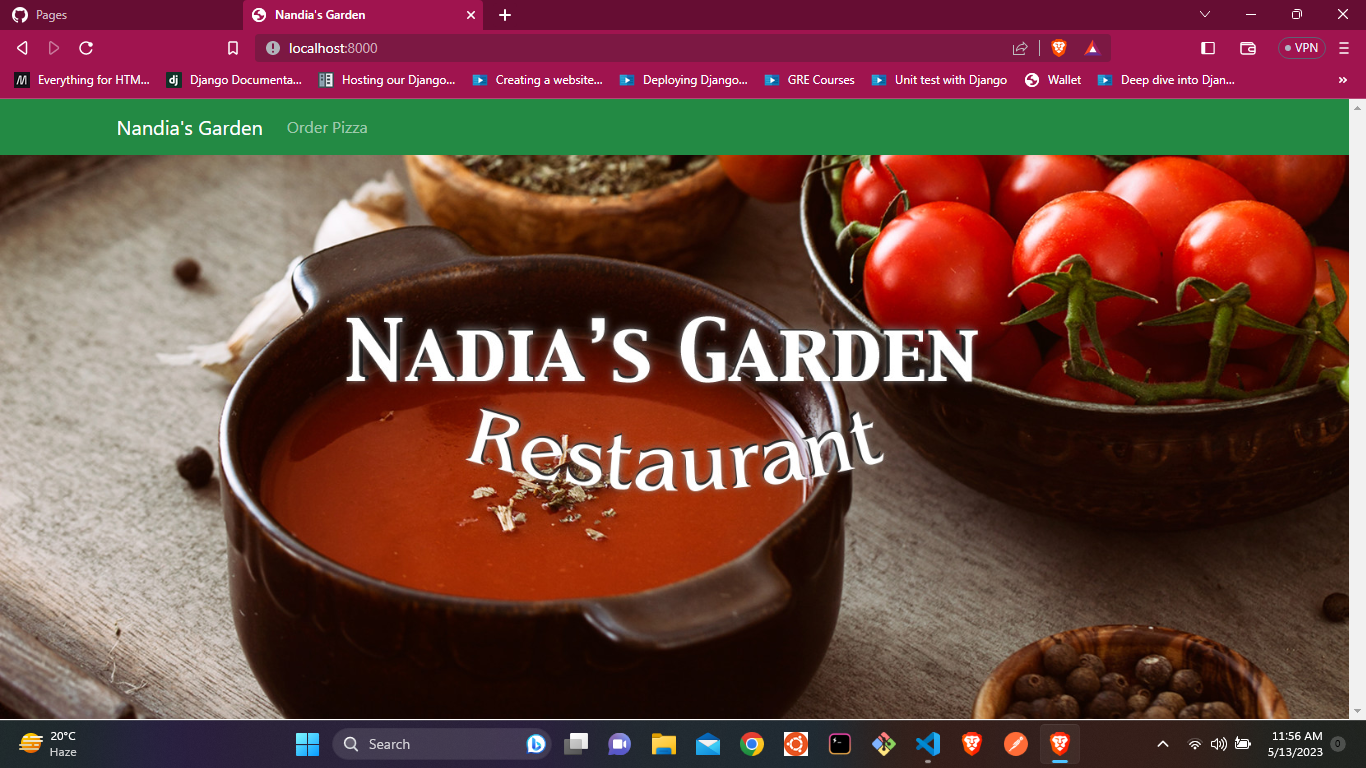 Pages
Nandia's Garden
localhost:8000
VPN
Everything for HTM...
dj
Django Documenta...
Hosting our Django...
Creating a website...
Deploying Django...
GRE Courses
Unit test with Django
Wallet
Deep dive into Djan...
»
Nandia's Garden
Order Pizza
NADIA'S GARDEN
Restaurant
20°C
Haze
Search
11:56 AM
5/13/2023
0